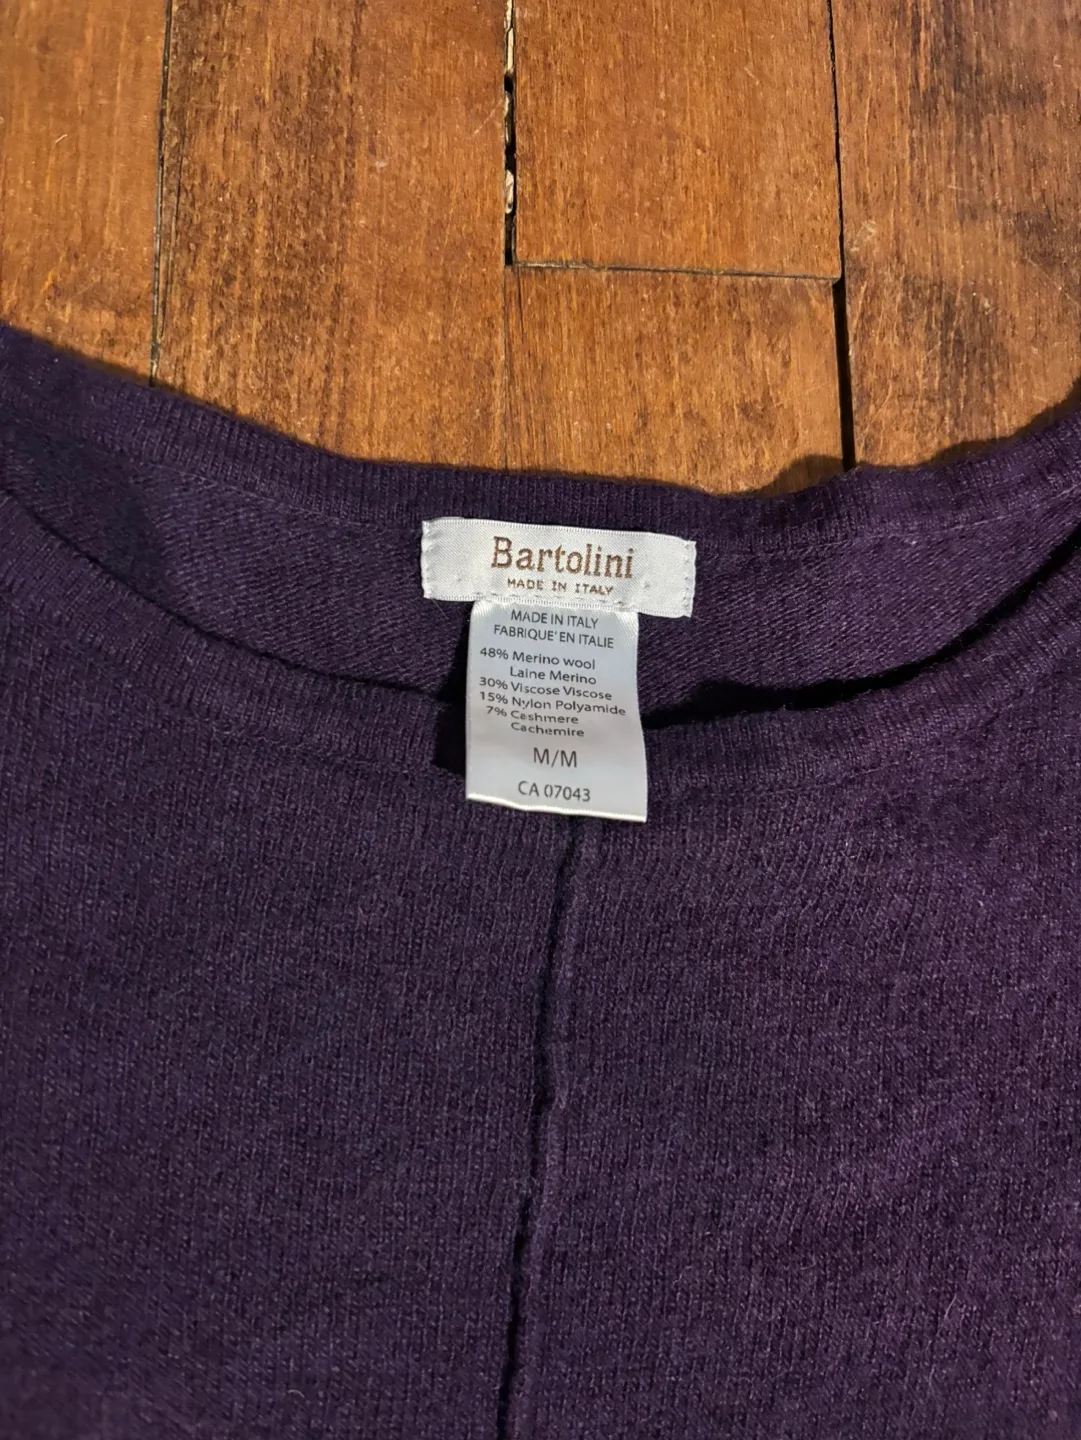 Bartolini
MADE IN ITALY
MADE IN ITALY
FABRIQUE' EN ITALIE
48% Merino wool
Laine Merino
30% Viscose Viscose
15% Nylon Polyamide
7% Cashmere
Cachemire
M/M
CA 07043